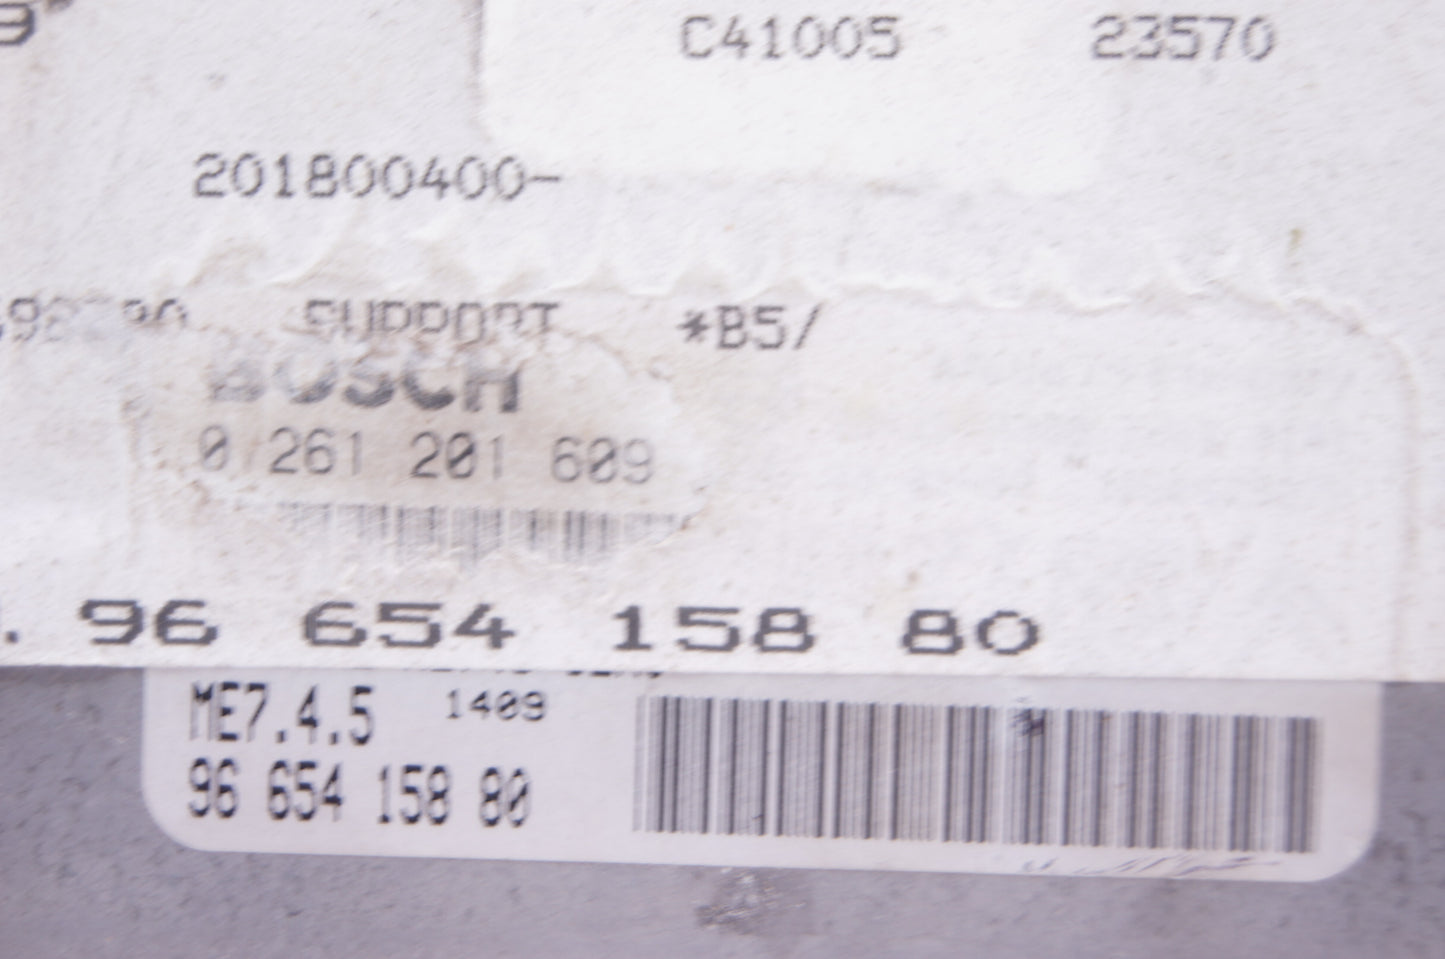 9
C41005 23570
201800400-
SUPPORT *B5/
BOSCH
0 261 201 609
. 96 654 158 80
ME7.4.5 1409
96 654 158 80